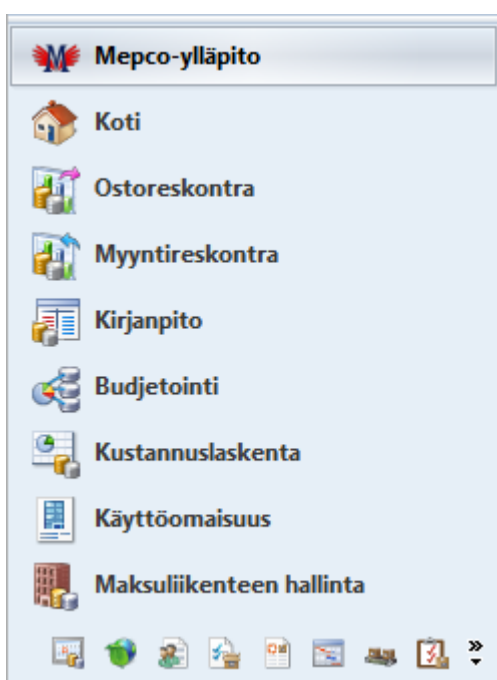 Mepco-ylläpito
Koti
Ostoreskontra
Myyntireskontra
Kirjanpito
Budjetointi
Kustannuslaskenta
Käyttöomaisuus
Maksuliikenteen hallinta